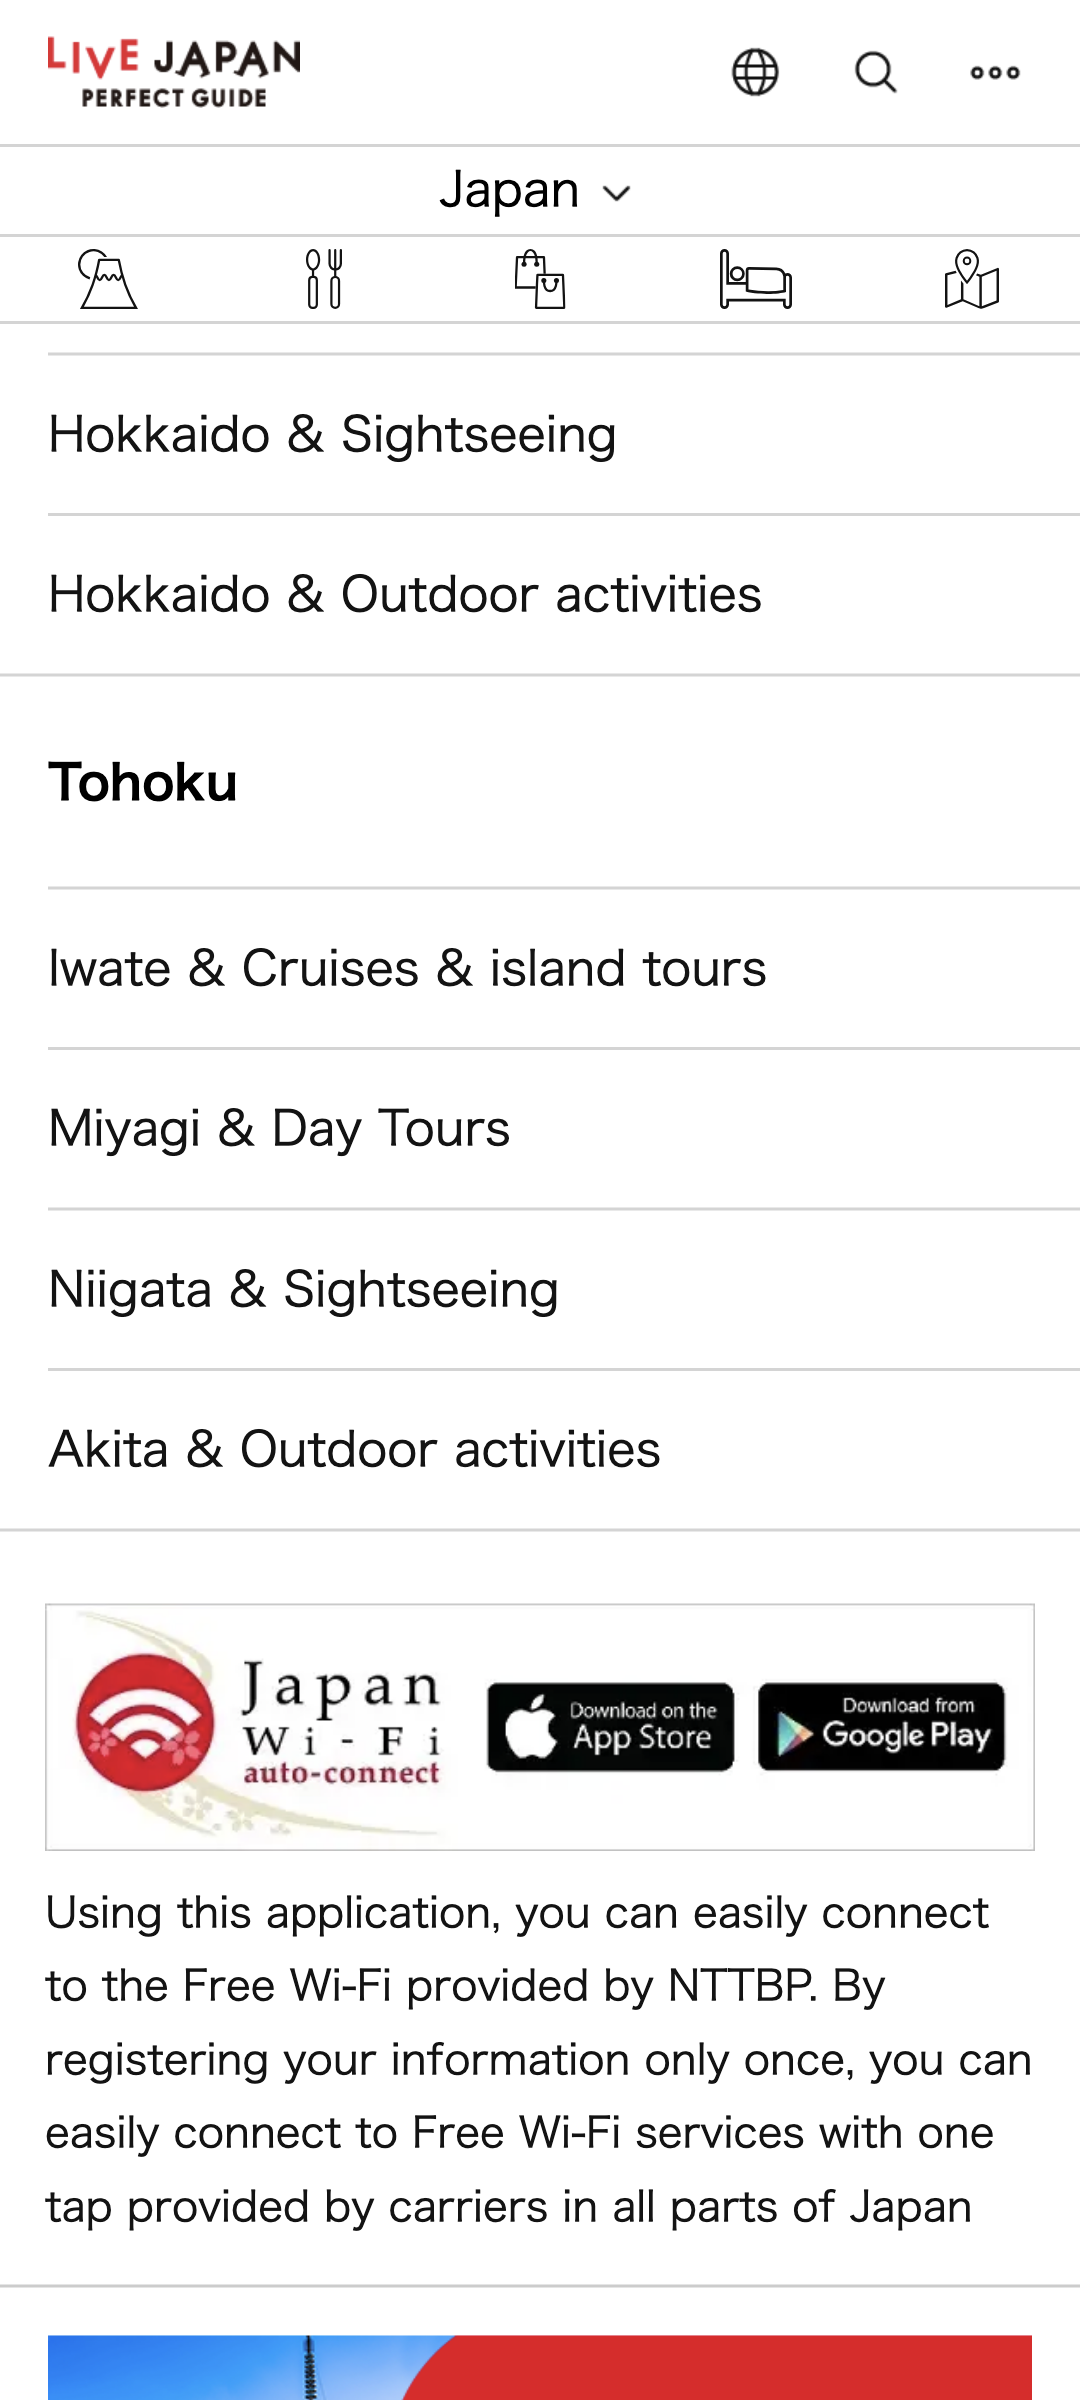 LIVE JAPAN
PERFECT GUIDE
Japan
Hokkaido & Sightseeing
Hokkaido & Outdoor activities
Tohoku
Iwate & Cruises & island tours
Miyagi & Day Tours
Niigata & Sightseeing
Akita & Outdoor activities
Japan
Wi-Fi
auto-connect
Download on the
App Store
Download from
Google Play
Using this application, you can easily connect
to the Free Wi-Fi provided by NTTBP. By
registering your information only once, you can
easily connect to Free Wi-Fi services with one
tap provided by carriers in all parts of Japan